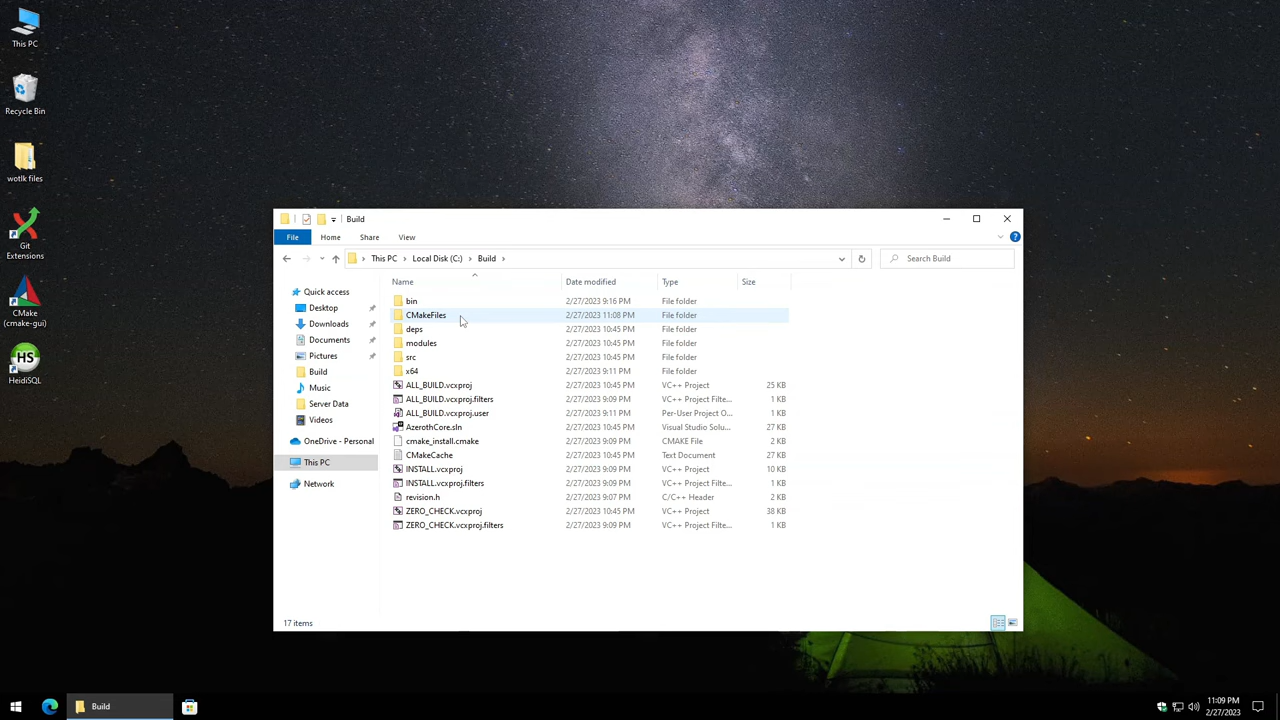 This PC
Recycle Bin
wotlk files
Git
Extensions
CMake
(cmake-gui)
HS
HeidiSQL
Build
File
Home
Share
View
This PC
Local Disk (C:)
Build
Search Build
Name
Date modified
Type
Size
Quick access
Desktop
Downloads
Documents
Pictures
Build
Music
Server Data
Videos
OneDrive - Personal
This PC
Network
bin 2/27/2023 9:16 PM File folder
CMakeFiles 2/27/2023 11:08 PM File folder
deps 2/27/2023 10:45 PM File folder
modules 2/27/2023 10:45 PM File folder
src 2/27/2023 10:45 PM File folder
x64 2/27/2023 9:11 PM File folder
ALL_BUILD.vcxproj 2/27/2023 10:45 PM VC++ Project 25 KB
ALL_BUILD.vcxproj.filters 2/27/2023 9:09 PM VC++ Project Filte... 1 KB
ALL_BUILD.vcxproj.user 2/27/2023 9:11 PM Per-User Project O... 1 KB
AzerothCore.sln 2/27/2023 10:45 PM Visual Studio Solu... 27 KB
cmake_install.cmake 2/27/2023 9:09 PM CMAKE File 2 KB
CMakeCache 2/27/2023 10:45 PM Text Document 27 KB
INSTALL.vcxproj 2/27/2023 9:09 PM VC++ Project 10 KB
INSTALL.vcxproj.filters 2/27/2023 9:09 PM VC++ Project Filte... 1 KB
revision.h 2/27/2023 9:07 PM C/C++ Header 2 KB
ZERO_CHECK.vcxproj 2/27/2023 10:45 PM VC++ Project 38 KB
ZERO_CHECK.vcxproj.filters 2/27/2023 9:09 PM VC++ Project Filte... 1 KB
17 items
Build
11:09 PM
2/27/2023